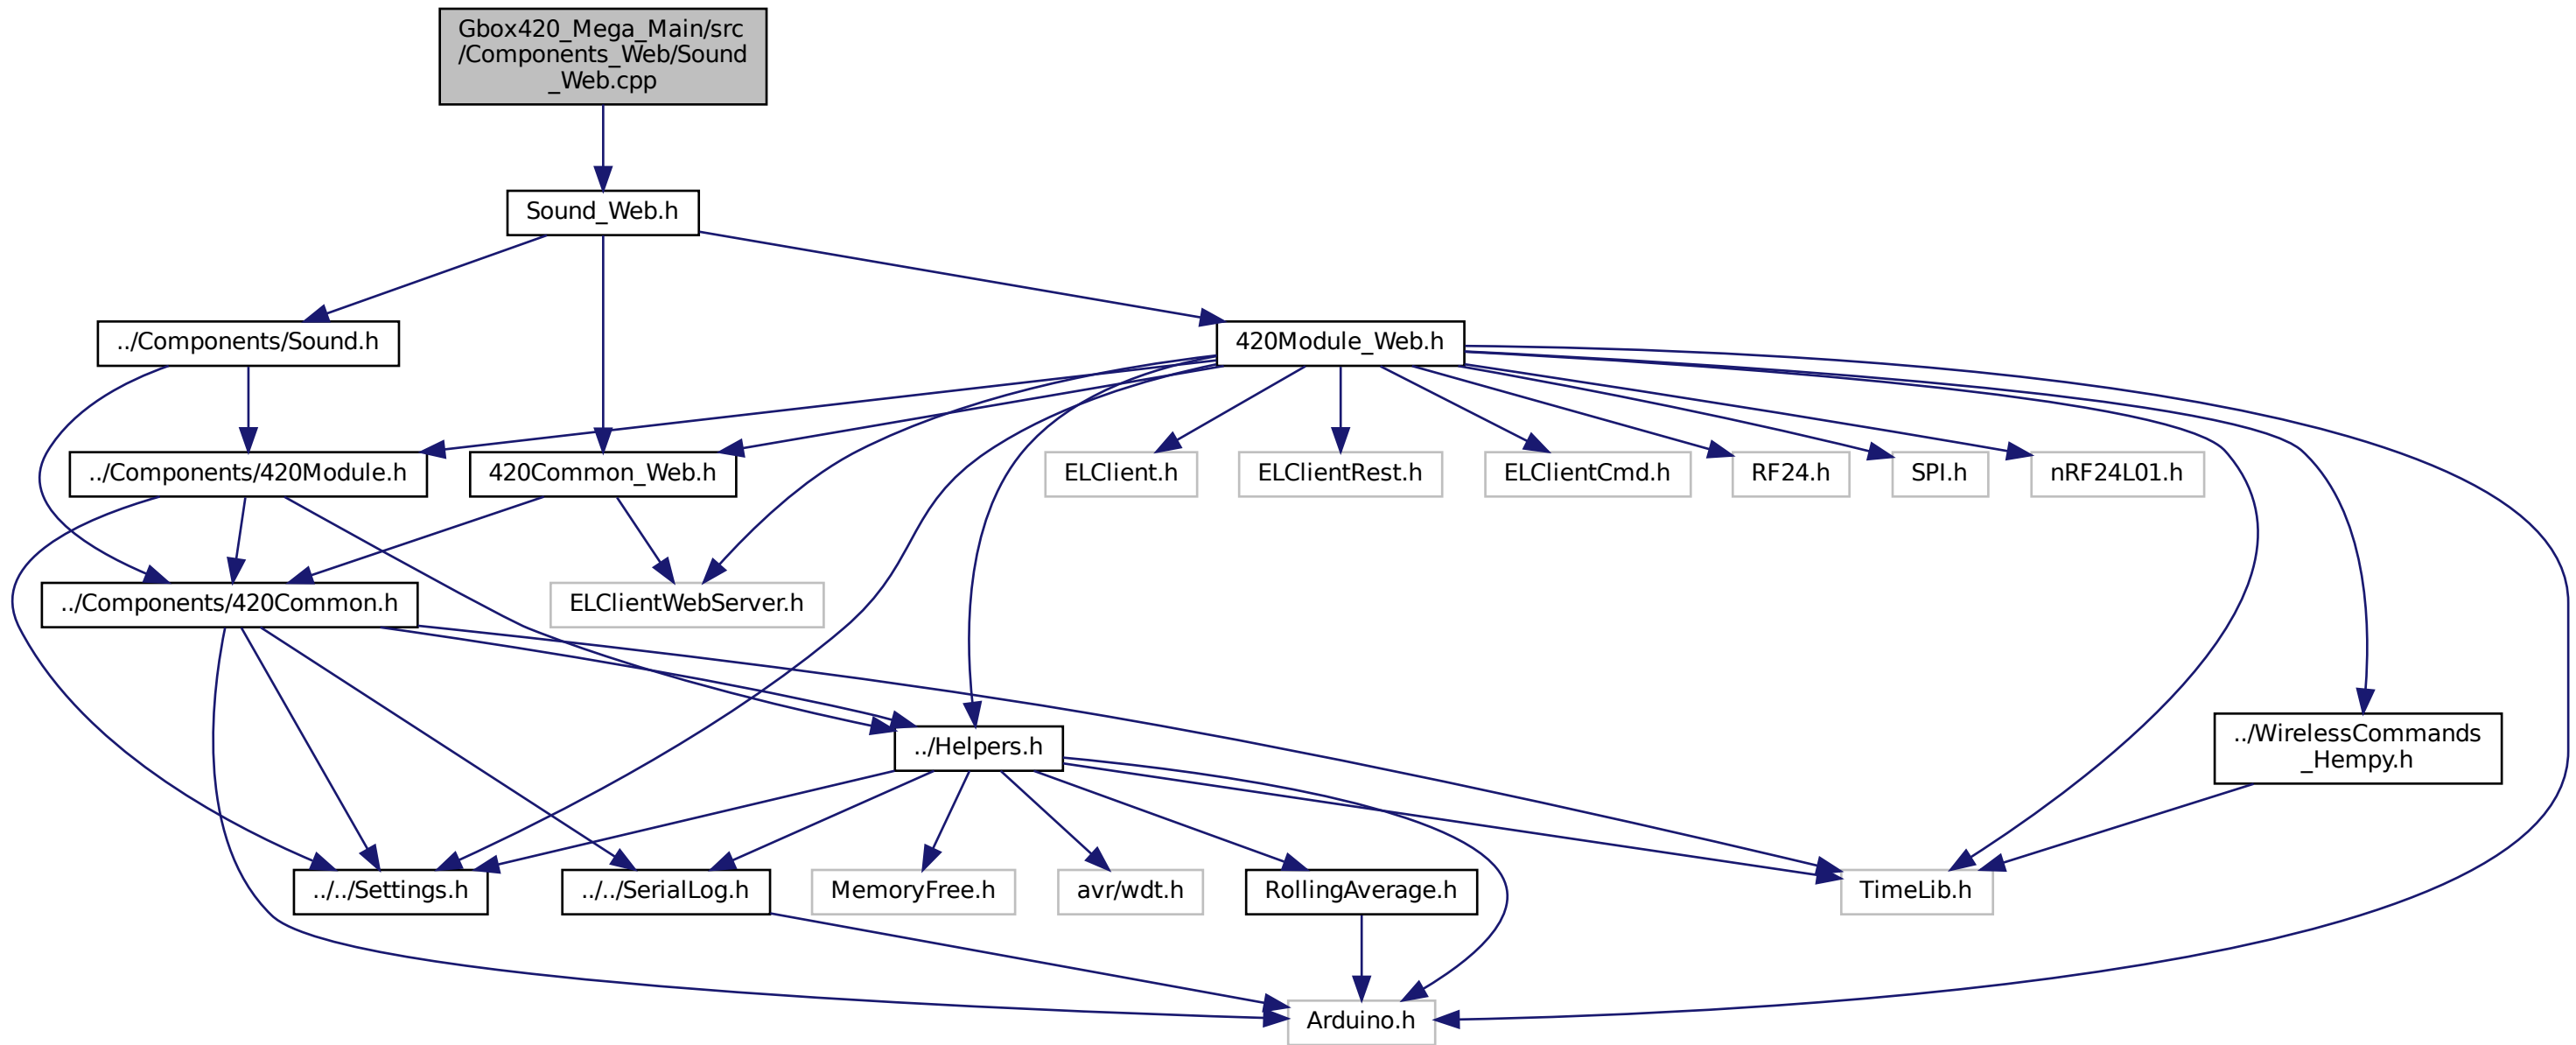 Gbox420_Mega_Main/src
/Components_Web/Sound
_Web.cpp
Sound_Web.h
../Components/Sound.h
420Module_Web.h
../Components/420Module.h
420Common_Web.h
ELClient.h
ELClientRest.h
ELClientCmd.h
RF24.h
SPI.h
nRF24L01.h
../Components/420Common.h
ELClientWebServer.h
../Helpers.h
../WirelessCommands
_Hempy.h
../../Settings.h
../../SerialLog.h
MemoryFree.h
avr/wdt.h
RollingAverage.h
TimeLib.h
Arduino.h